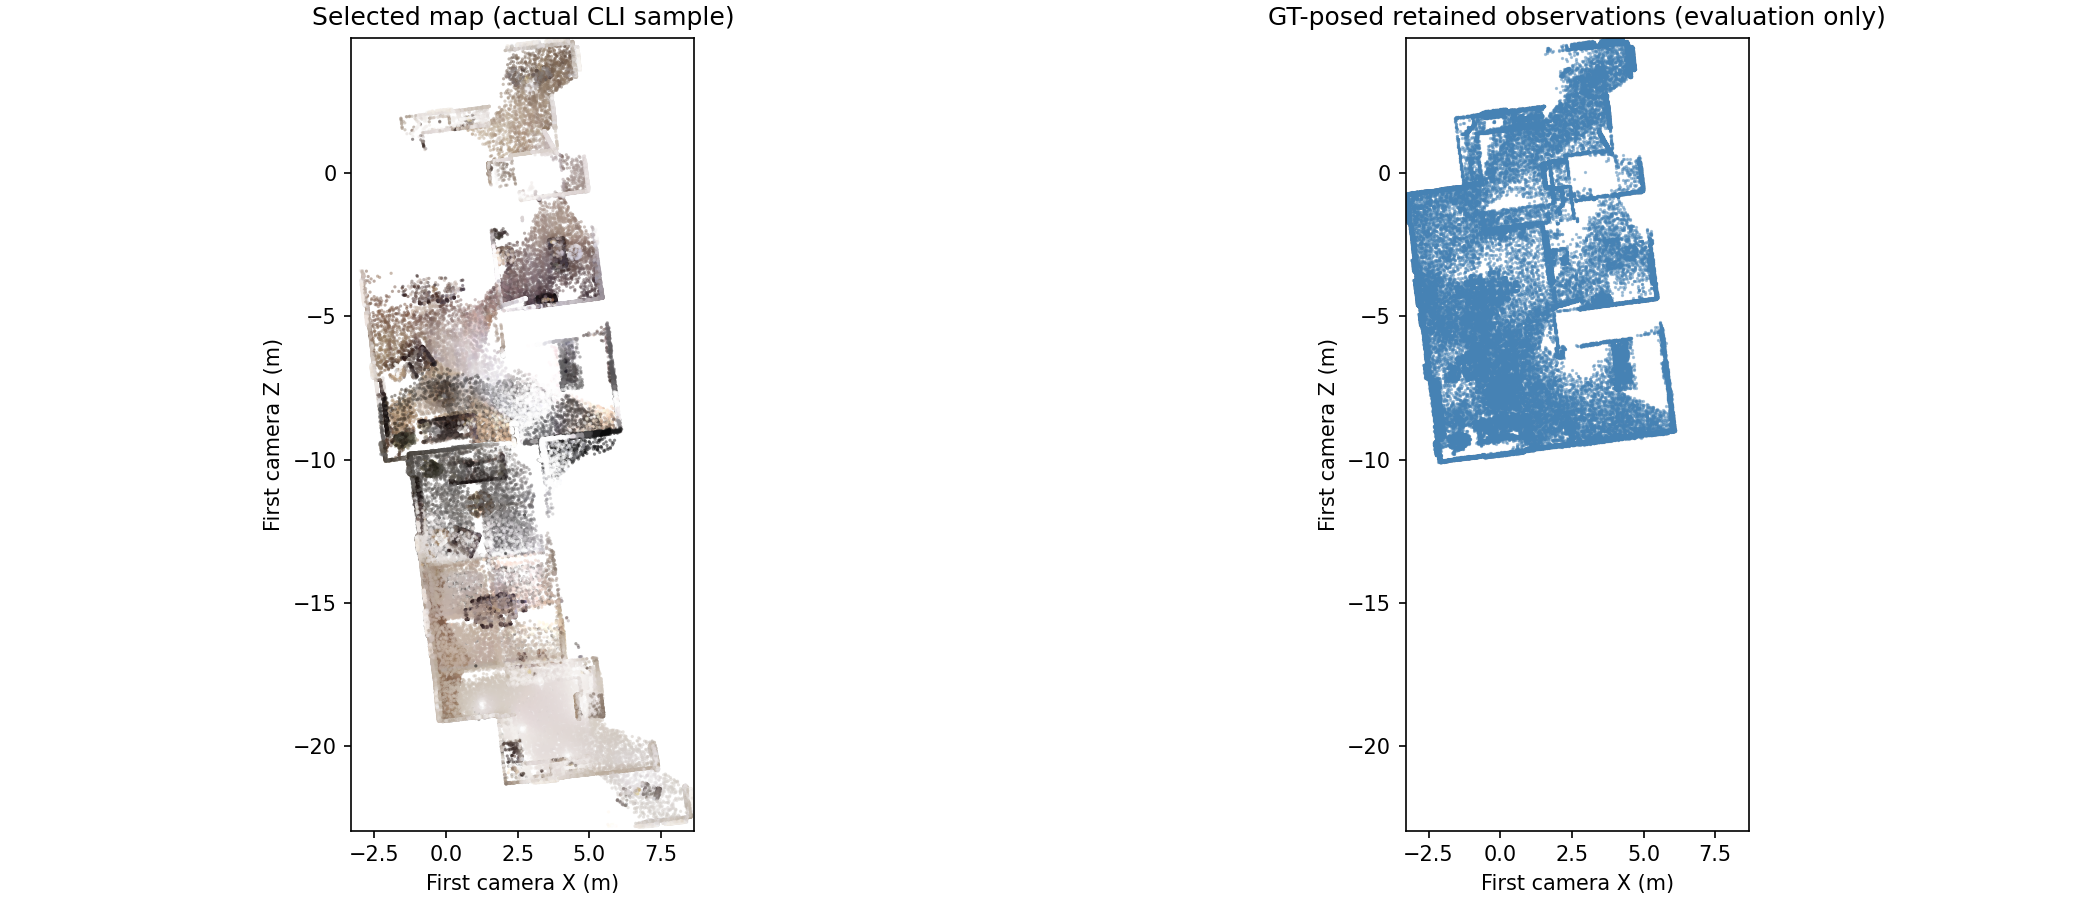 Selected map (actual CLI sample)
0
−5
−10
−15
−20
First camera Z (m)
−2.5 0.0 2.5 5.0 7.5
First camera X (m)
GT-posed retained observations (evaluation only)
0
−5
−10
−15
−20
First camera Z (m)
−2.5 0.0 2.5 5.0 7.5
First camera X (m)